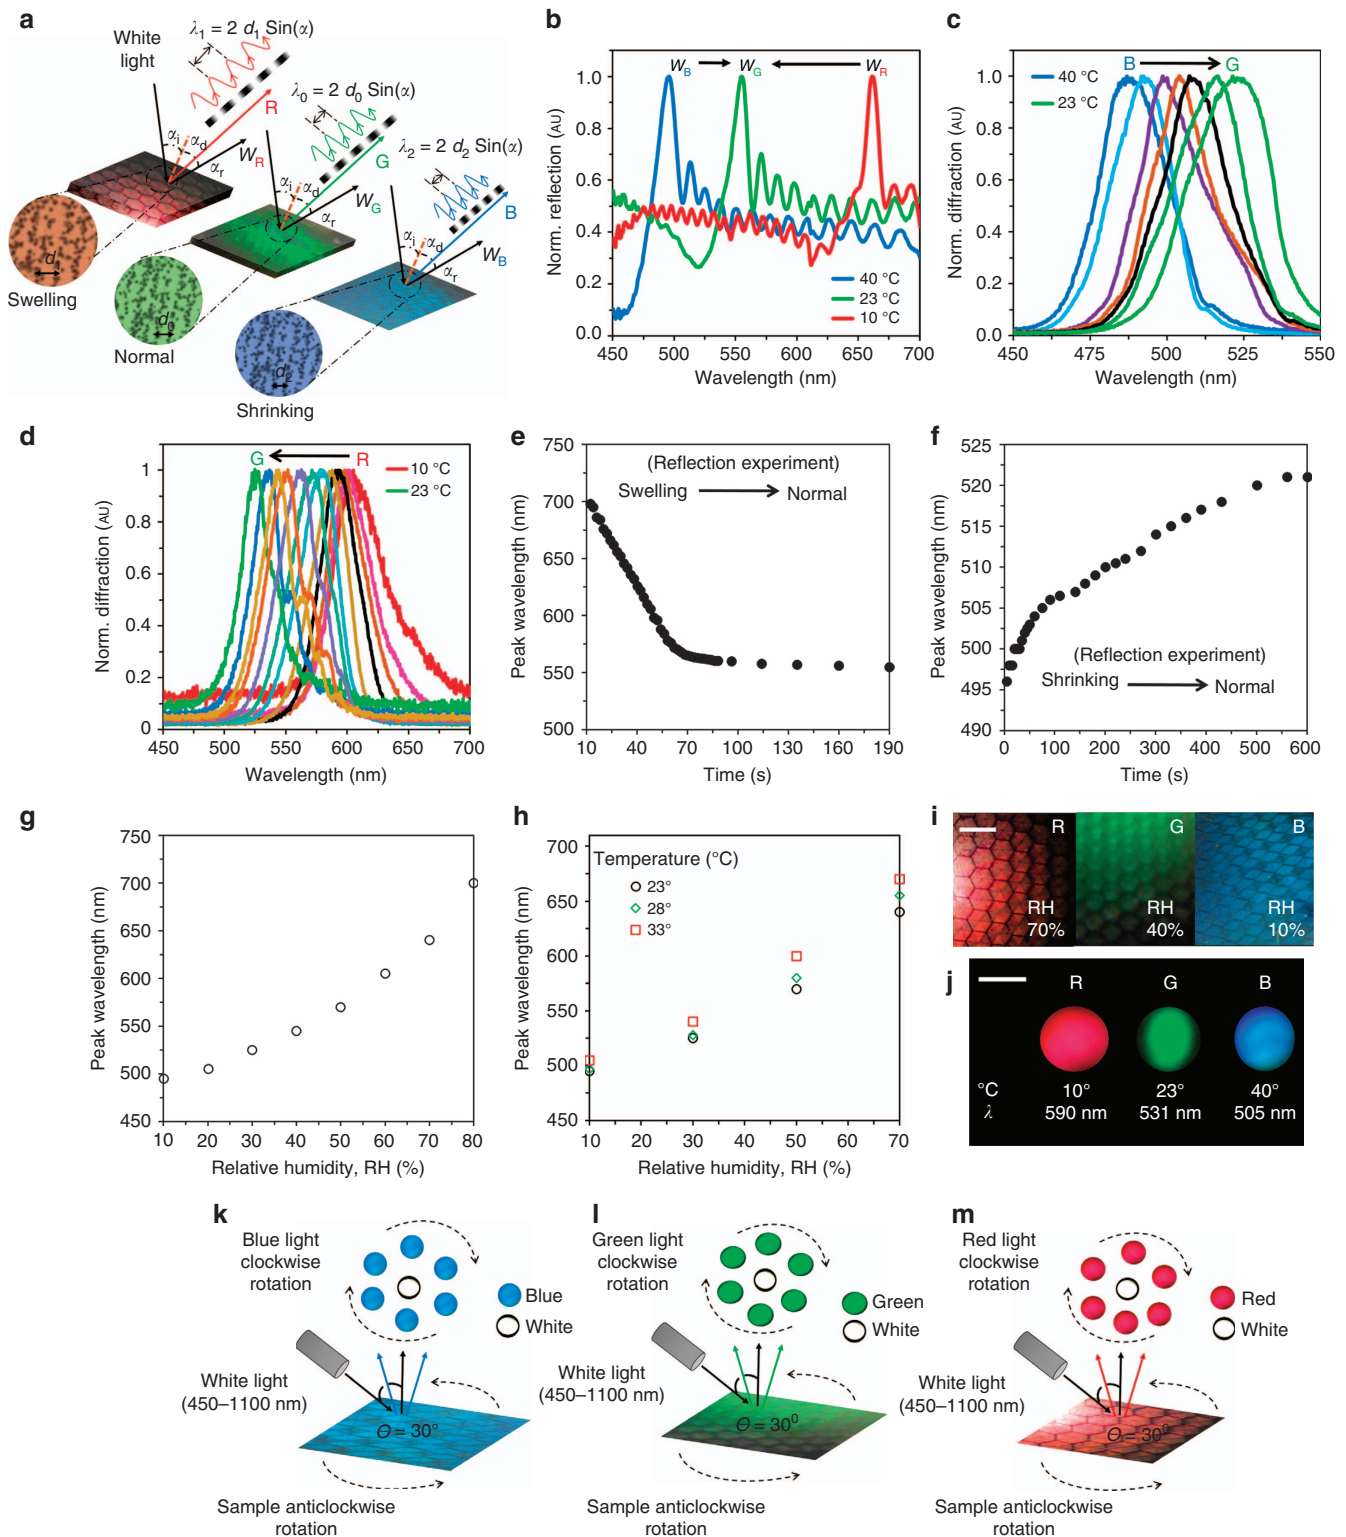 a
White
light
λ1 = 2 d1 Sin(α)
R
αi
αd
WR
αr
λ0 = 2 d0 Sin(α)
G
αi
αd
WG
αr
λ2 = 2 d2 Sin(α)
B
αi
αd
WB
αr
d
Swelling
d0
Normal
d2
Shrinking
b
WB
WG
WR
Norm. reflection (AU)
1.0
0.8
0.6
0.4
0.2
0.0
40 °C
23 °C
10 °C
450 500 550 600 650 700
Wavelength (nm)
c
B
G
40 °C
23 °C
Norm. diffraction (AU)
1.0
0.8
0.6
0.4
0.2
0.0
450 475 500 525 550
Wavelength (nm)
d
G
R
10 °C
23 °C
Norm. diffraction (AU)
1
0.8
0.6
0.4
0.2
0
450 500 550 600 650 700
Wavelength (nm)
e
(Reflection experiment)
Swelling
Normal
Peak wavelength (nm)
750
700
650
600
550
500
10 40 70 100 130 160 190
Time (s)
f
Peak wavelength (nm)
525
520
515
510
505
500
495
490
(Reflection experiment)
Shrinking
Normal
0 100 200 300 400 500 600
Time (s)
g
Peak wavelength (nm)
750
700
650
600
550
500
450
10 20 30 40 50 60 70 80
Relative humidity, RH (%)
h
Temperature (°C)
23°
28°
33°
Peak wavelength (nm)
700
650
600
550
500
450
10 20 30 40 50 60 70
Relative humidity, RH (%)
i
R
RH
70%
G
RH
40%
B
RH
10%
j
R G B
°C 10° 23° 40°
λ 590 nm 531 nm 505 nm
k
Blue light
clockwise
rotation
Blue
White
White light
(450–1100 nm)
Θ = 30°
Sample anticlockwise
rotation
l
Green light
clockwise
rotation
Green
White
White light
(450–1100 nm)
Θ = 30⁰
Sample anticlockwise
rotation
m
Red light
clockwise
rotation
Red
White
White light
(450–1100 nm)
Θ = 30⁰
Sample anticlockwise
rotation